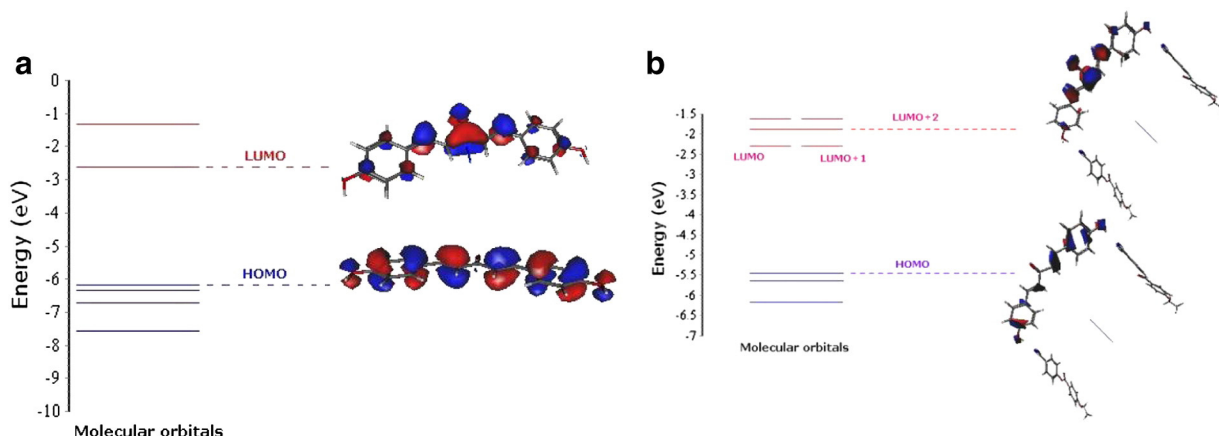 a
Energy (eV)
0
-1
-2
-3
-4
-5
-6
-7
-8
-9
-10
LUMO
HOMO
Molecular orbitals
b
Energy (eV)
-1.5
-2
-2.5
-3
-3.5
-4
-4.5
-5
-5.5
-6
-6.5
-7
LUMO+2
LUMO
LUMO+1
HOMO
Molecular orbitals